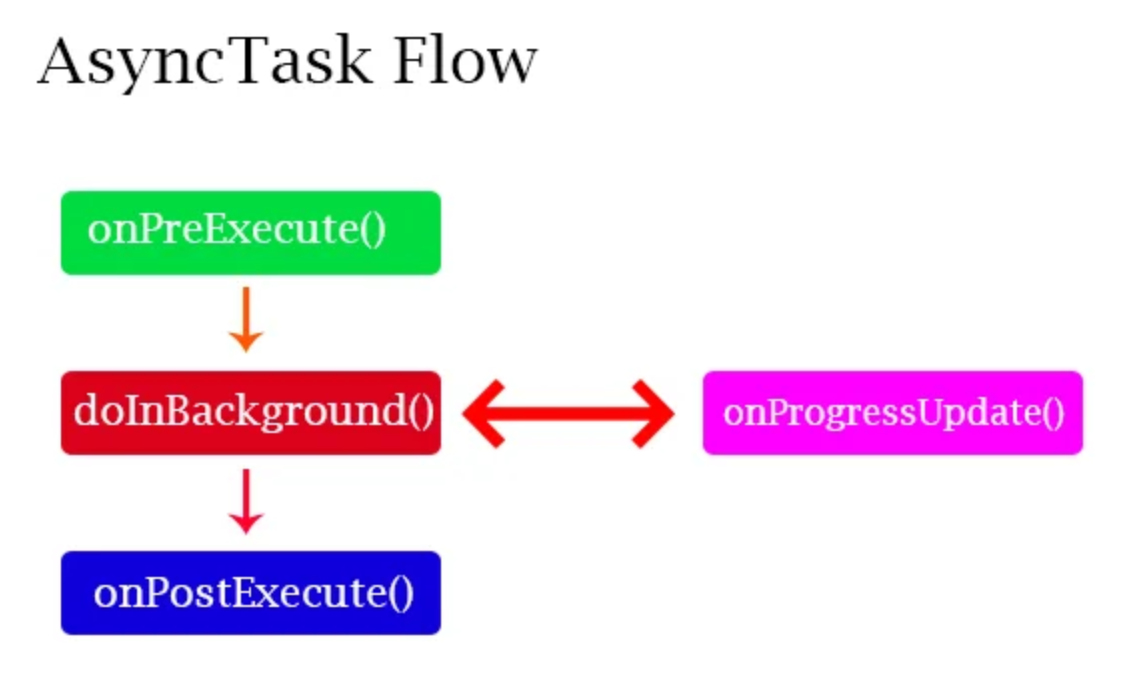 AsyncTask Flow
onPreExecute()
doInBackground()
onProgressUpdate()
onPostExecute()